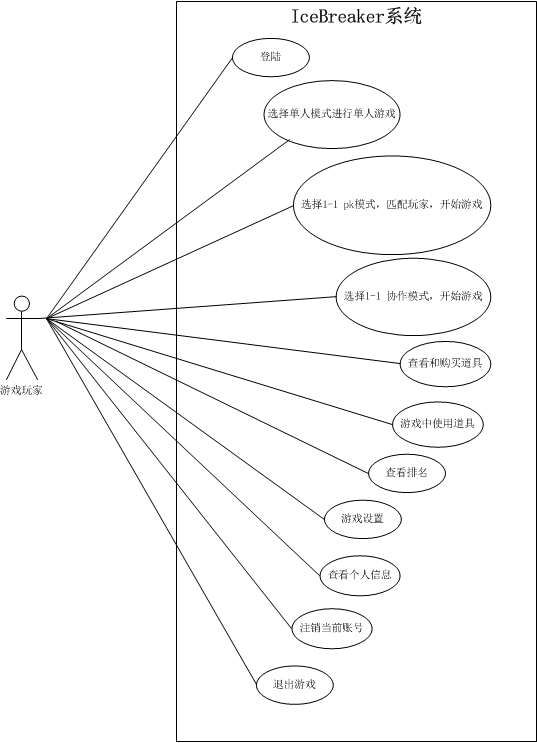 IceBreaker系统
登陆
选择单人模式进行单人游戏
选择1-1 pk模式，匹配玩家，开始游戏
选择1-1 协作模式，开始游戏
查看和购买道具
游戏玩家
游戏中使用道具
查看排名
游戏设置
查看个人信息
注销当前账号
退出游戏